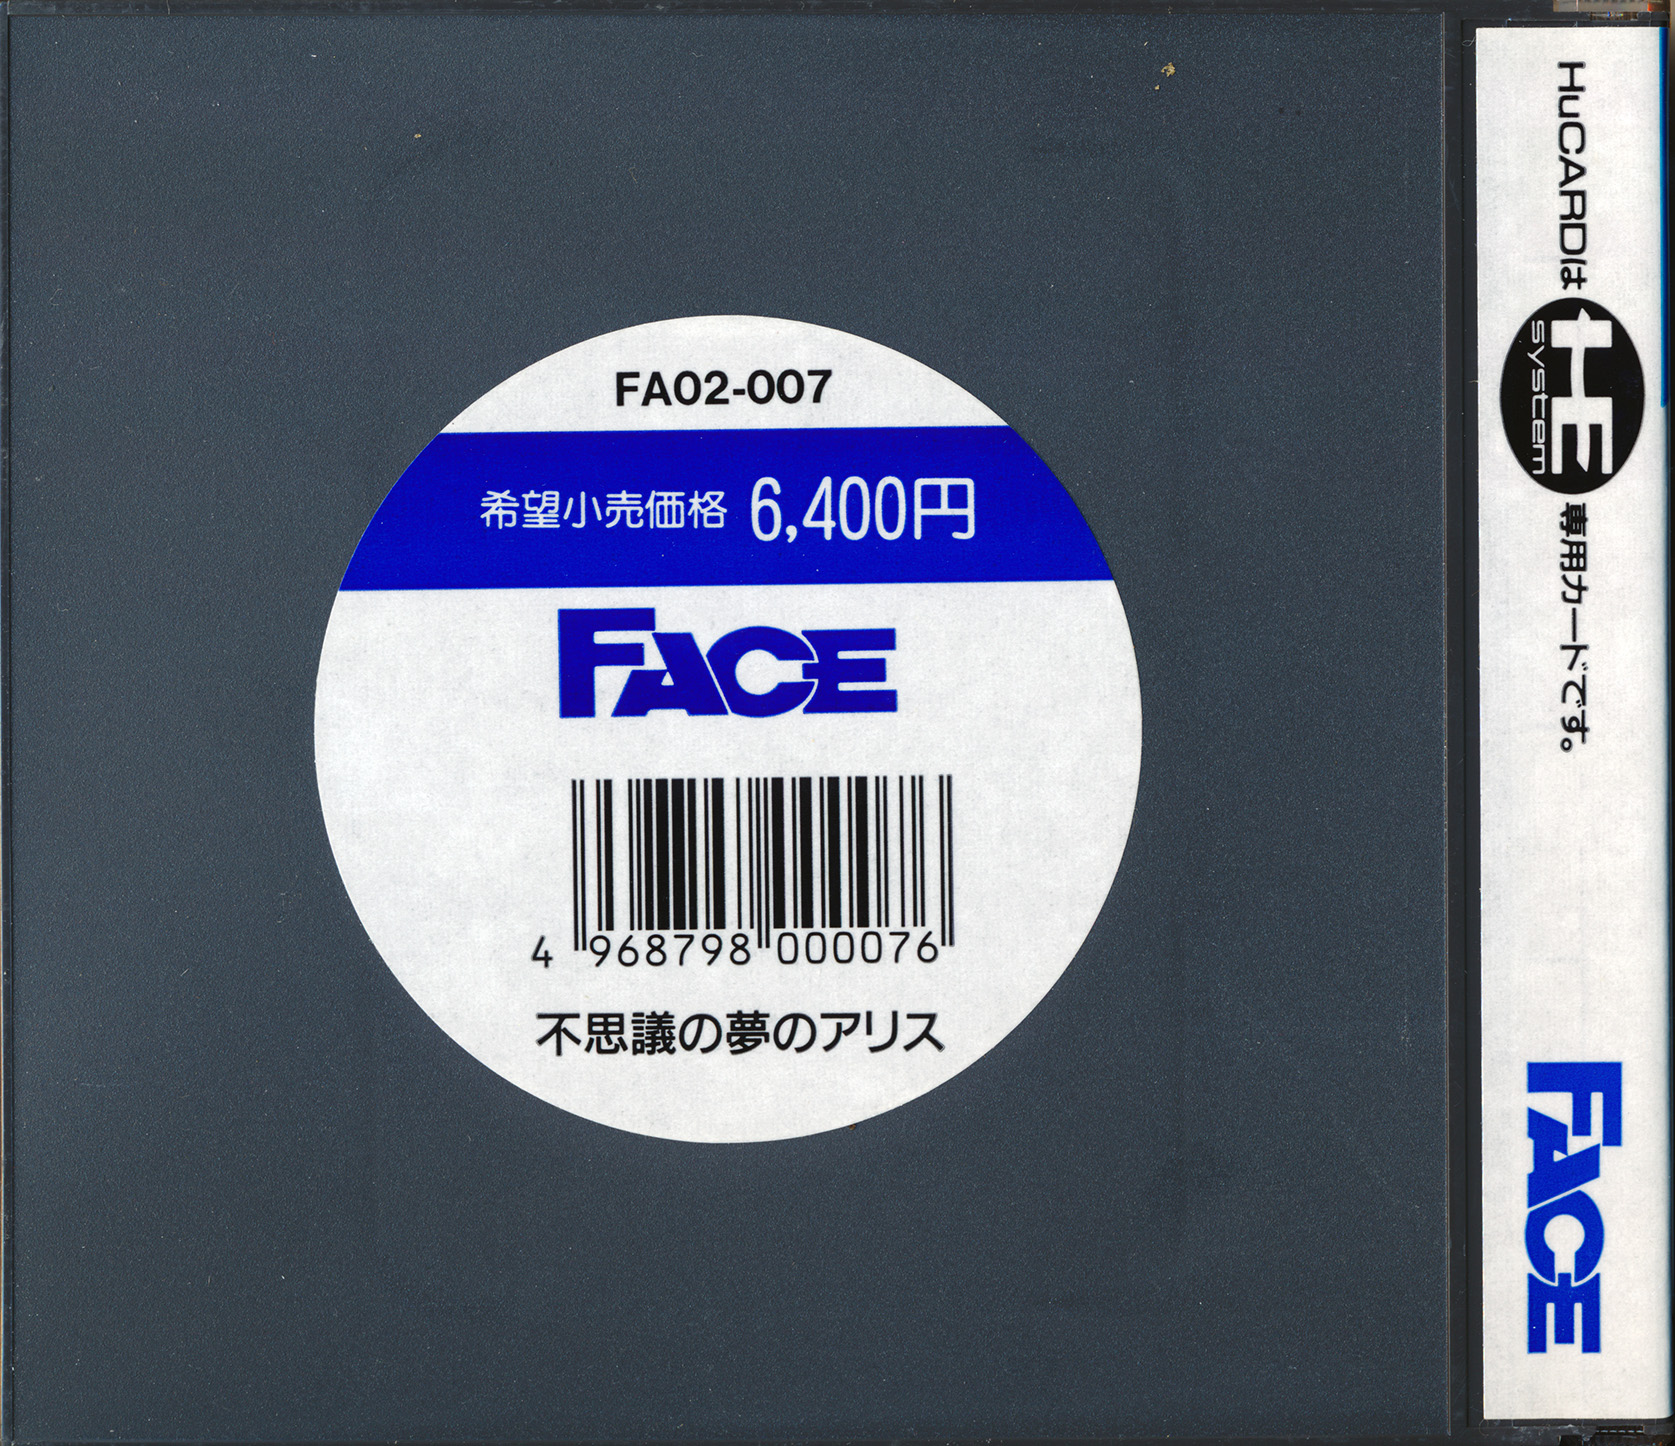 FA02-007
希望小売価格 6,400円
FACE
4 968798 000076
不思議の夢のアリス
HuCARDは HE system 専用カードです。
FACE